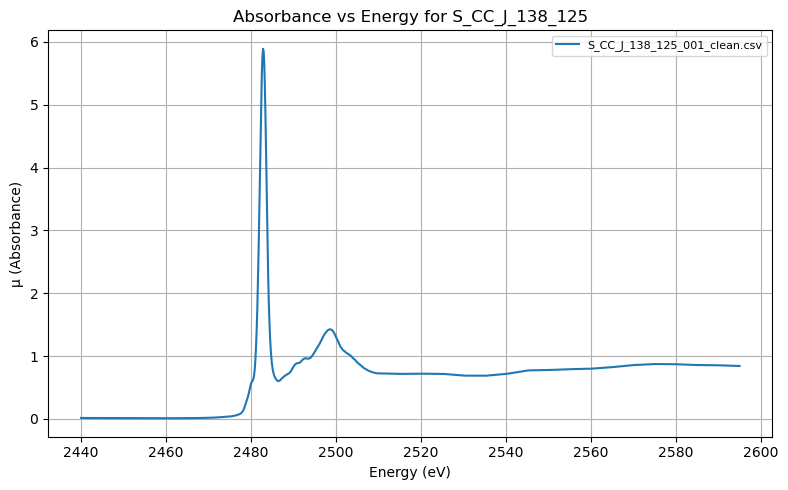 Absorbance vs Energy for S_CC_J_138_125
S_CC_J_138_125_001_clean.csv
6
5
4
3
2
1
0
μ (Absorbance)
2440 2460 2480 2500 2520 2540 2560 2580 2600
Energy (eV)